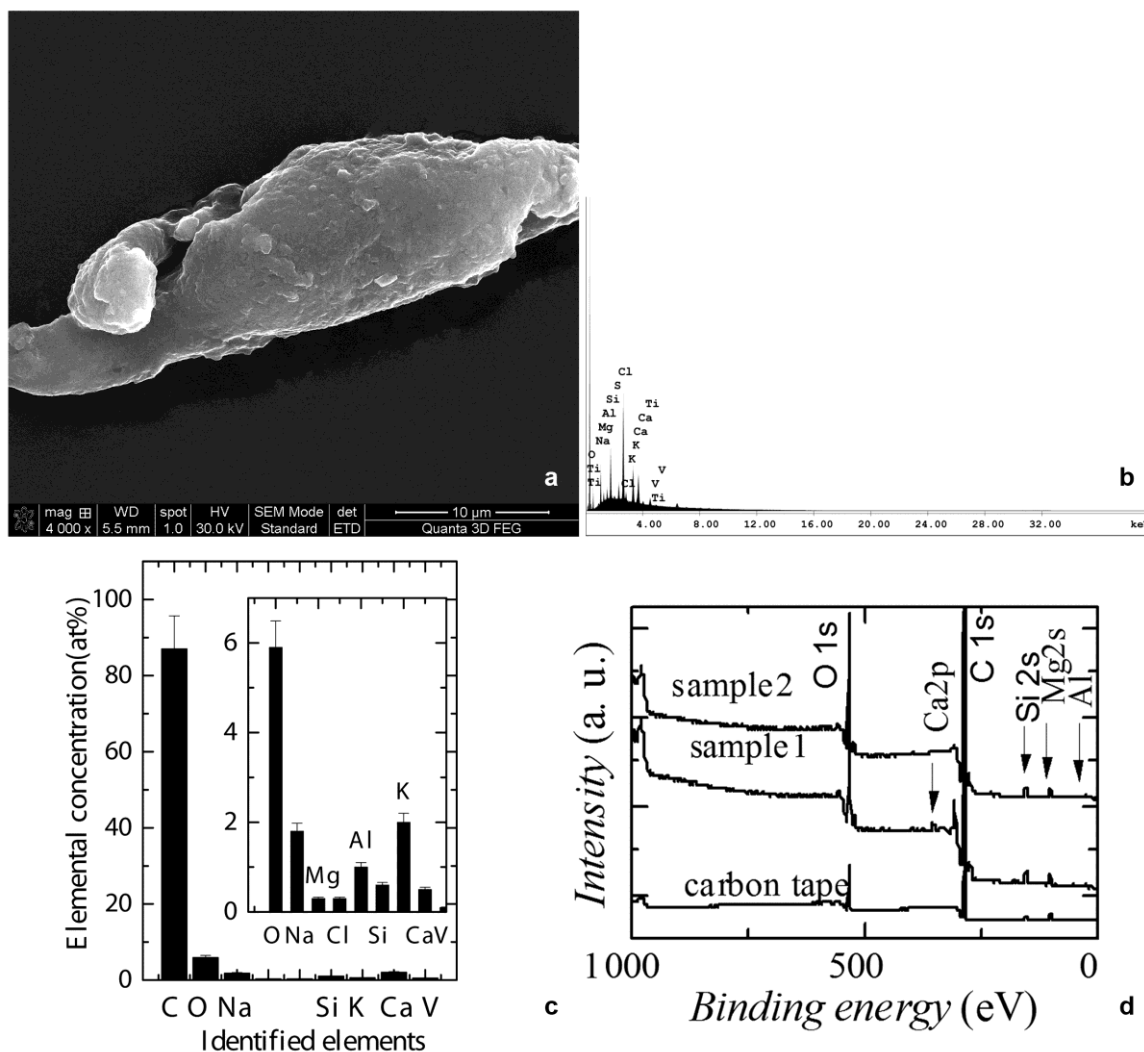 a
mag WD spot HV SEM Mode det 10 µm
4 000 x 5.5 mm 1.0 30.0 kV Standard ETD Quanta 3D FEG
Cl
S
Si Ti
Al Ca
Mg Ca
Na K
O K V
Ti Cl V
Ti Ti
4.00 8.00 12.00 16.00 20.00 24.00 28.00 32.00 ke
b
Elemental concentration(at%)
100
80
60
40
20
0
6
4
2
0
K
Al
Mg
O Na Cl Si CaV
C O Na Si K Ca V
Identified elements
c
Intensity (a. u.)
sample2
sample1
carbon tape
O 1s
Ca2p
C 1s
Si 2s
Mg2s
Al
1000 500 0
Binding energy (eV)
d